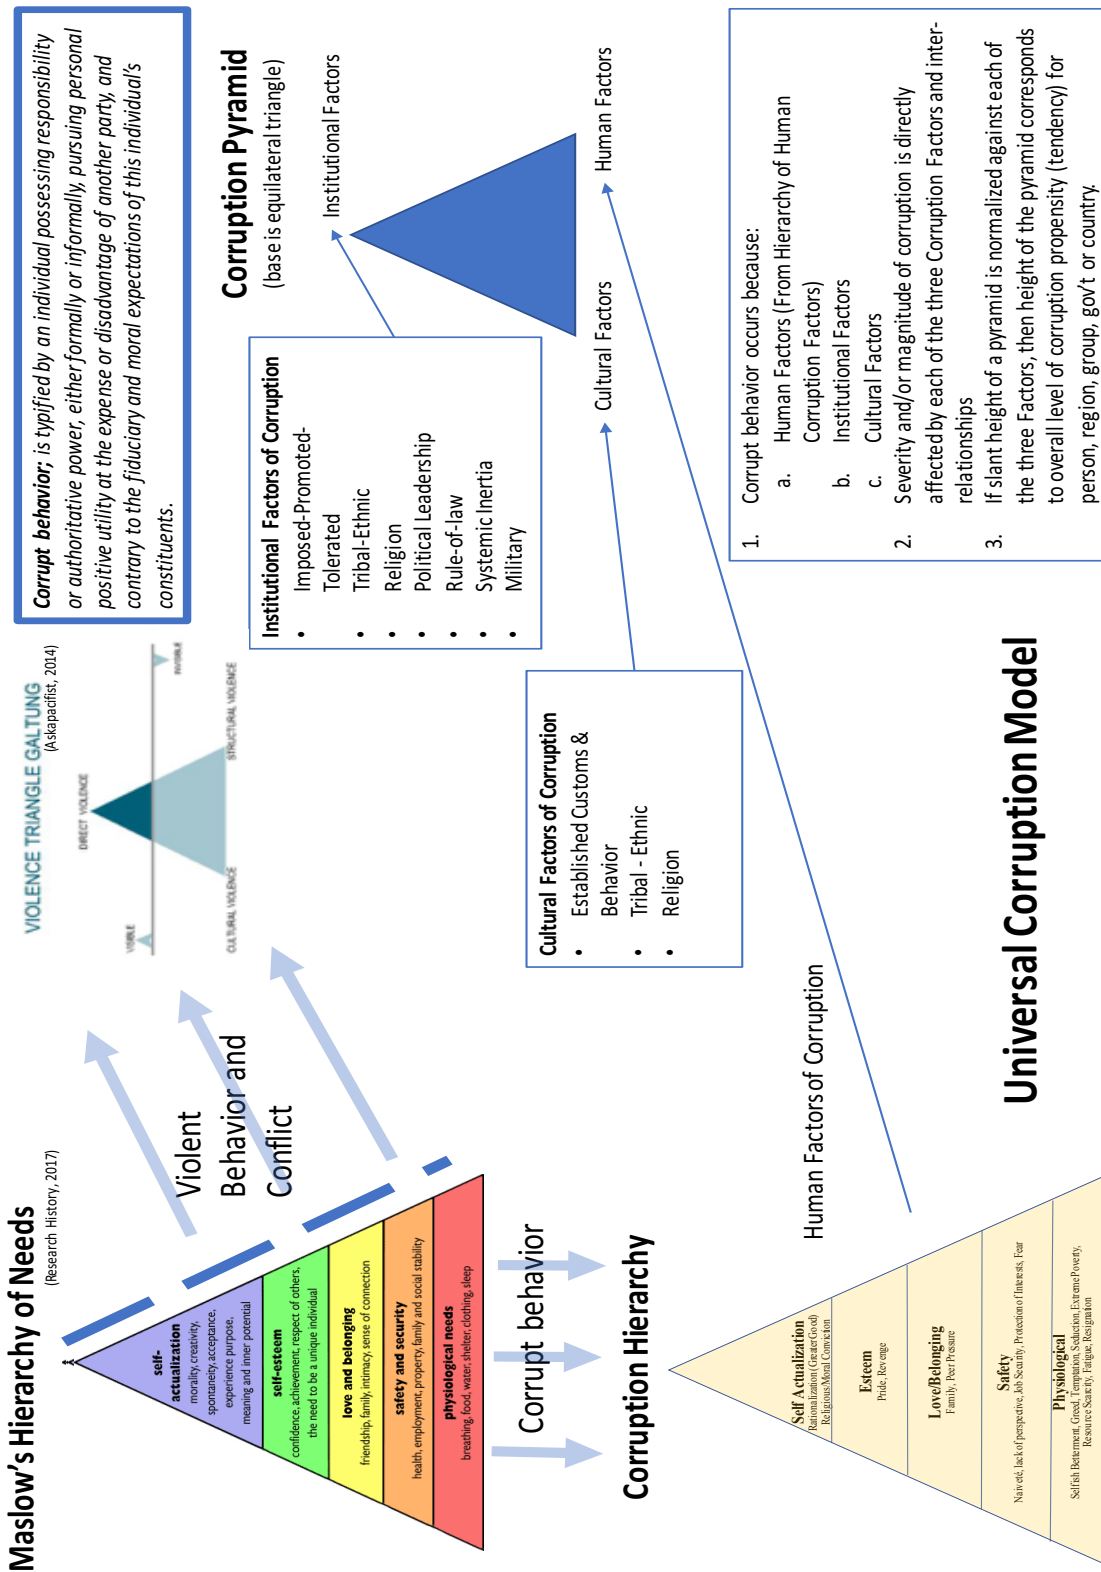 Maslow's Hierarchy of Needs
(Research History, 2017)
self-
actualization
morality, creativity,
spontaneity, acceptance,
experience purpose,
meaning and inner potential
self-esteem
confidence, achievement, respect of others,
the need to be a unique individual
love and belonging
friendship, family, intimacy, sense of connection
safety and security
health, employment, property, family and social stability
physiological needs
breathing, food, water, shelter, clothing, sleep
Violent
Behavior and
Conflict
VIOLENCE TRIANGLE GALTUNG
(Askapacifist, 2014)
DIRECT VIOLENCE
VISIBLE
INVISIBLE
CULTURAL VIOLENCE
STRUCTURAL VIOLENCE
Corrupt behavior; is typified by an individual possessing responsibility
or authoritative power, either formally or informally, pursuing personal
positive utility at the expense or disadvantage of another party, and
contrary to the fiduciary and moral expectations of this individual's
constituents.
Corruption Pyramid
(base is equilateral triangle)
Institutional Factors
Cultural Factors
Human Factors
Institutional Factors of Corruption
• Imposed-Promoted-
Tolerated
• Tribal-Ethnic
• Religion
• Political Leadership
• Rule-of-law
• Systemic Inertia
• Military
Cultural Factors of Corruption
• Established Customs &
Behavior
• Tribal - Ethnic
• Religion
Corrupt behavior
Corruption Hierarchy
Self Actualization
Rationalization (Greater Good)
Religious/Moral Conviction
Esteem
Pride, Revenge
Love/Belonging
Family, Peer Pressure
Safety
Naiveté, lack of perspective, Job Security, Protection of Interests, Fear
Physiological
Selfish Betterment, Greed, Temptation, Seduction, Extreme Poverty,
Resource Scarcity, Fatigue, Resignation
Human Factors of Corruption
Universal Corruption Model
1. Corrupt behavior occurs because:
a. Human Factors (From Hierarchy of Human
Corruption Factors)
b. Institutional Factors
c. Cultural Factors
2. Severity and/or magnitude of corruption is directly
affected by each of the three Corruption Factors and inter-
relationships
3. If slant height of a pyramid is normalized against each of
the three Factors, then height of the pyramid corresponds
to overall level of corruption propensity (tendency) for
person, region, group, gov't or country.